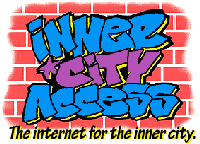 INNER
CITY
ACCESS
The internet for the inner city.